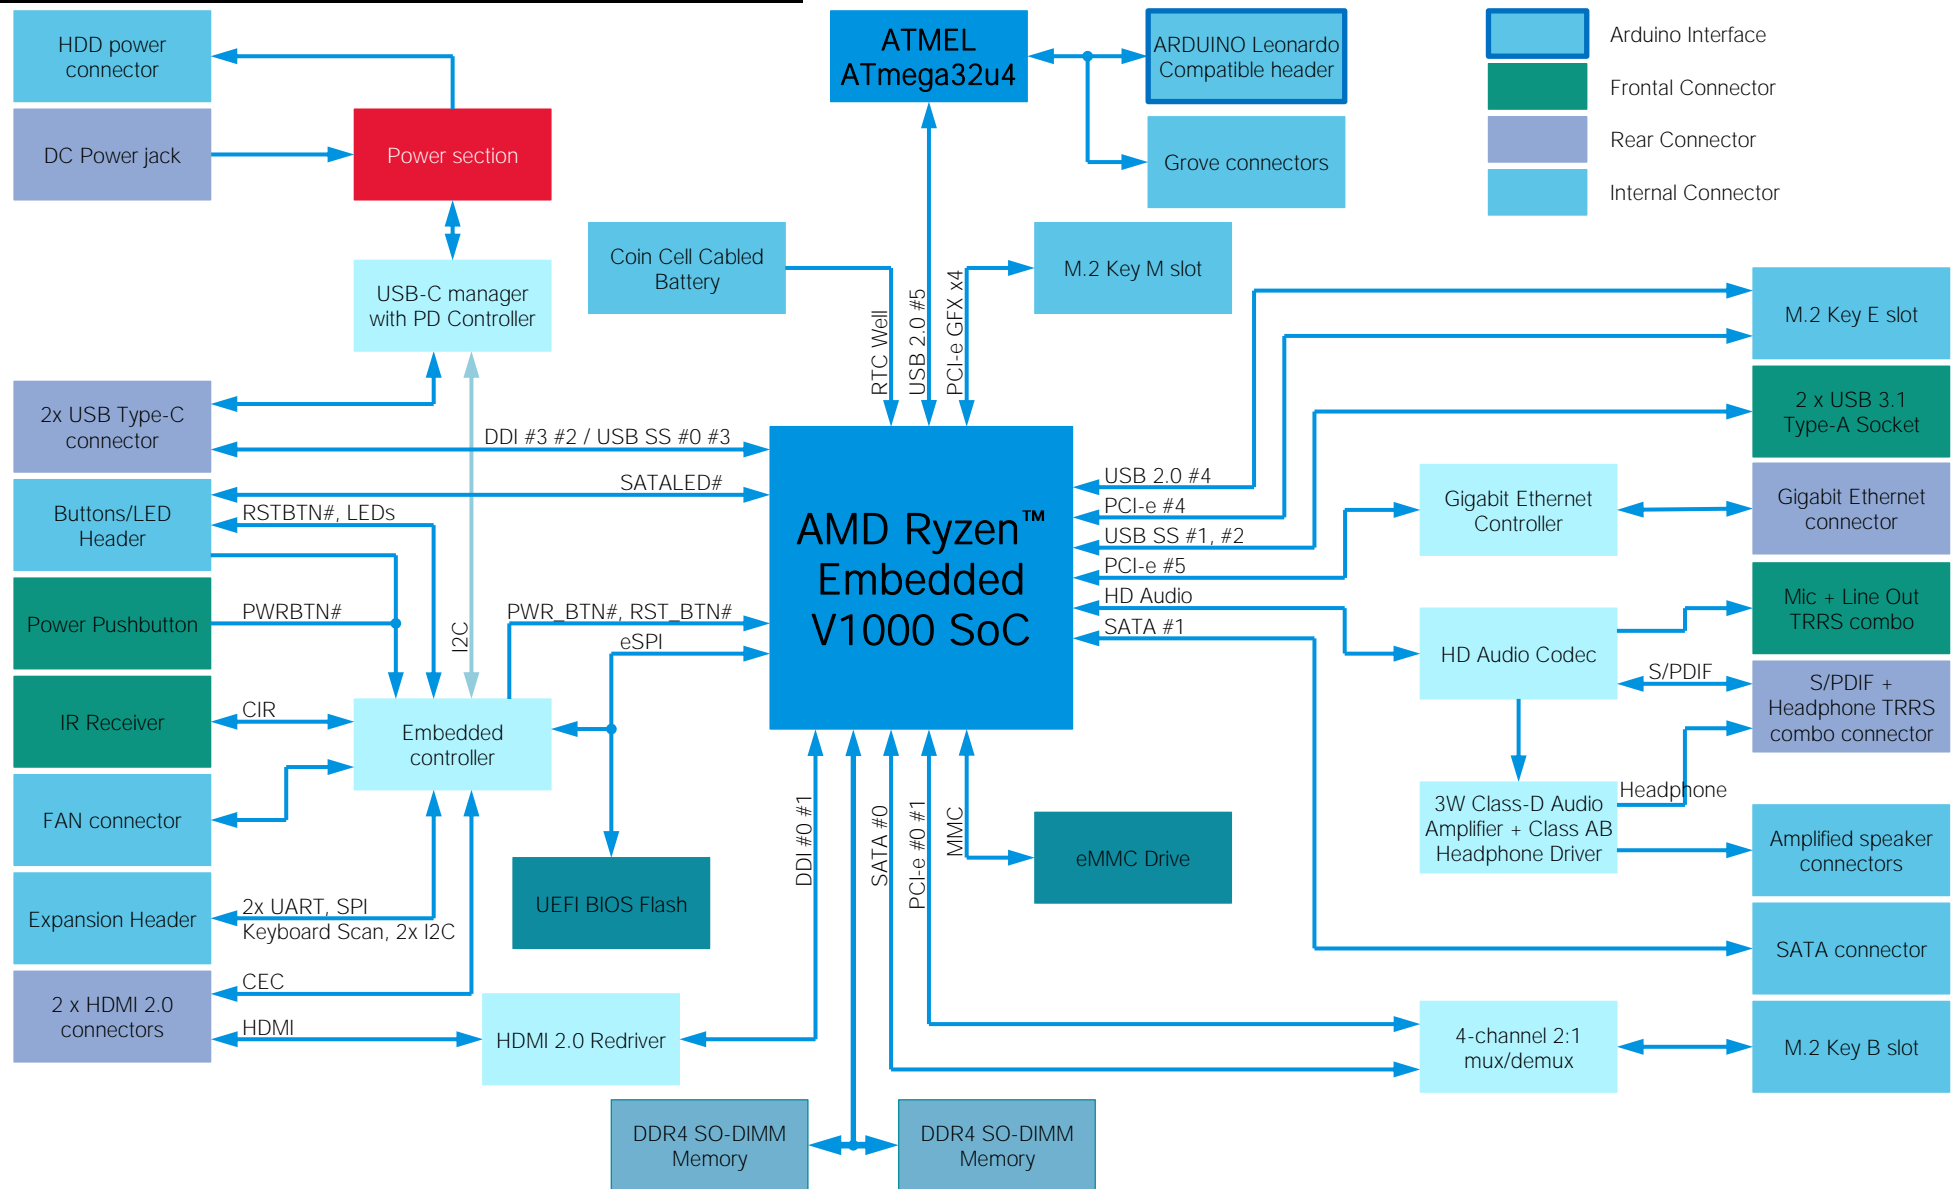 HDD power
connector
DC Power jack
Power section
ATMEL
ATmega32u4
ARDUINO Leonardo
Compatible header
Grove connectors
Arduino Interface
Frontal Connector
Rear Connector
Internal Connector
USB-C manager
with PD Controller
Coin Cell Cabled
Battery
M.2 Key M slot
RTC Well
USB 2.0 #5
PCI-e GFX x4
M.2 Key E slot
2 x USB 3.1
Type-A Socket
2x USB Type-C
connector
DDI #3 #2 / USB SS #0 #3
SATALED#
Buttons/LED
Header
RSTBTN#, LEDs
Power Pushbutton
PWRBTN#
I2C
PWR_BTN#, RST_BTN#
eSPI
AMD Ryzen™
Embedded
V1000 SoC
USB 2.0 #4
PCI-e #4
USB SS #1, #2
PCI-e #5
HD Audio
SATA #1
Gigabit Ethernet
Controller
Gigabit Ethernet
connector
HD Audio Codec
Mic + Line Out
TRRS combo
S/PDIF
S/PDIF +
Headphone TRRS
combo connector
IR Receiver
CIR
Embedded
controller
FAN connector
Expansion Header
2x UART, SPI
Keyboard Scan, 2x I2C
UEFI BIOS Flash
2 x HDMI 2.0
connectors
CEC
HDMI
HDMI 2.0 Redriver
DDI #0 #1
SATA #0
PCI-e #0 #1
MMC
eMMC Drive
3W Class-D Audio
Amplifier + Class AB
Headphone Driver
Headphone
Amplified speaker
connectors
SATA connector
4-channel 2:1
mux/demux
M.2 Key B slot
DDR4 SO-DIMM
Memory
DDR4 SO-DIMM
Memory